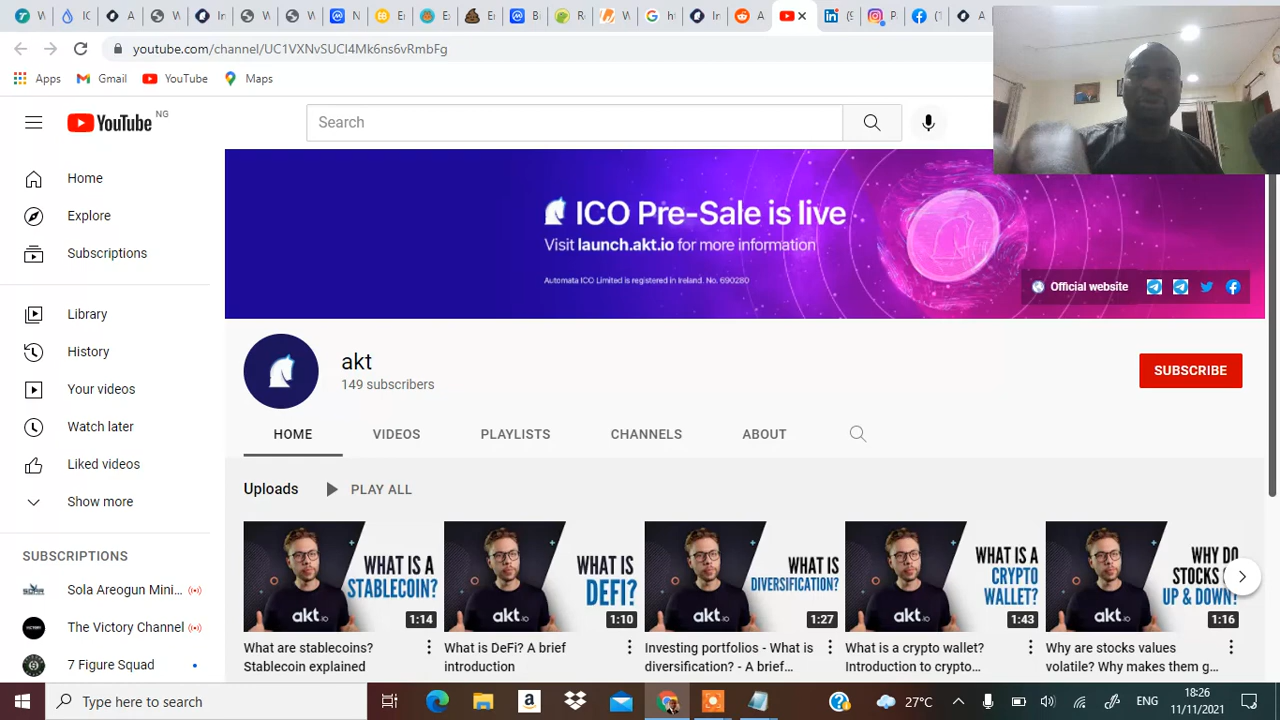 youtube.com/channel/UC1VXNvSUCl4Mk6ns6vRmbFg
Apps
Gmail
YouTube
Maps
YouTube NG
Search
Home
Explore
Subscriptions
Library
History
Your videos
Watch later
Liked videos
Show more
SUBSCRIPTIONS
Sola Areogun Mini...
The Victory Channel
7 Figure Squad
ICO Pre-Sale is live
Visit launch.akt.io for more information
Automata ICO Limited is registered in Ireland. No. 690280
Official website
akt
149 subscribers
SUBSCRIBE
HOME VIDEOS PLAYLISTS CHANNELS ABOUT
Uploads PLAY ALL
WHAT IS A
STABLECOIN?
akt.
1:14
What are stablecoins?
Stablecoin explained
WHAT IS
DEFI?
akt.io
1:10
What is DeFi? A brief
introduction
WHAT IS
DIVERSIFICATION?
akt.io
1:27
Investing portfolios - What is
diversification? - A brief...
WHAT IS A
CRYPTO
WALLET?
akt.io
1:43
What is a crypto wallet?
Introduction to crypto...
WHY DO
STOCKS
UP & DOWN?
akt.io
1:16
Why are stocks values
volatile? Why makes them g...
Type here to search
27°C
ENG
18:26
11/11/2021